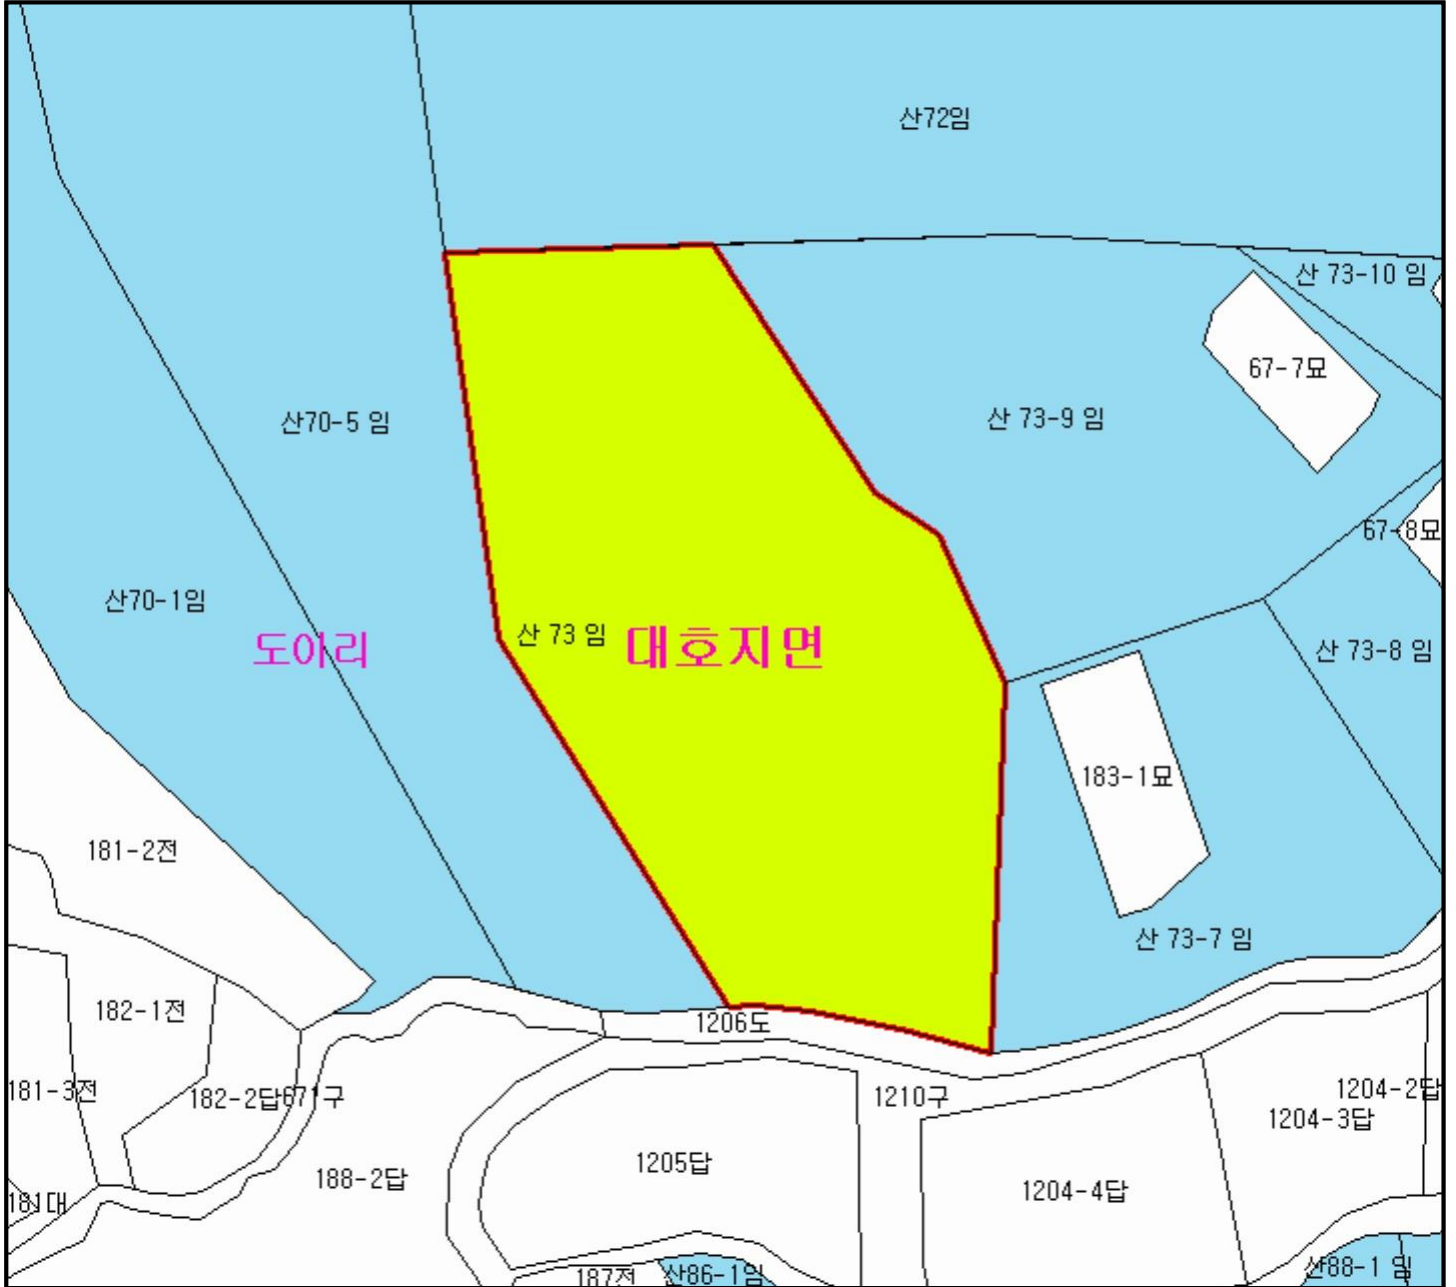 산72임
산 73-10 임
67-7묘
산70-5 임
산 73-9 임
67-8묘
산70-1임
산 73 임
대호지면
도아리
산 73-8 임
183-1묘
181-2전
산 73-7 임
182-1전
1206도
181-3전
182-2답
671구
1210구
1204-2답
1204-3답
188-2답
1205답
1204-4답
181대
187전
산86-1임
산88-1 임